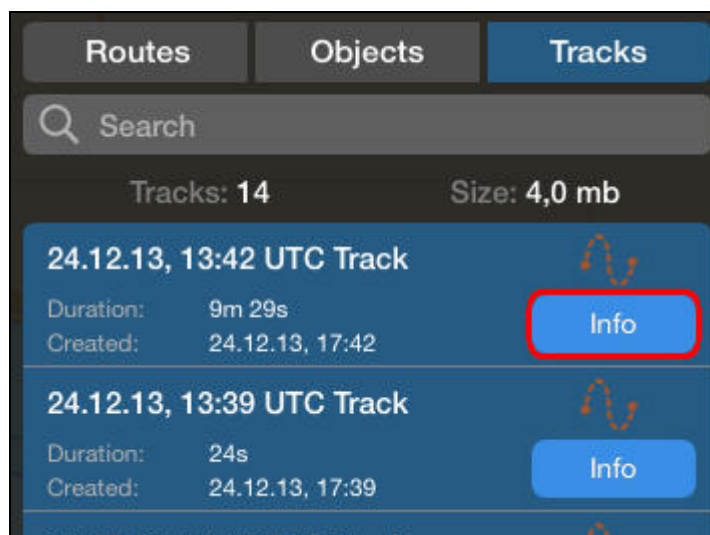 Routes Objects Tracks
Search
Tracks: 14 Size: 4,0 mb
24.12.13, 13:42 UTC Track
Duration: 9m 29s
Info
Created: 24.12.13, 17:42
24.12.13, 13:39 UTC Track
Duration: 24s
Info
Created: 24.12.13, 17:39